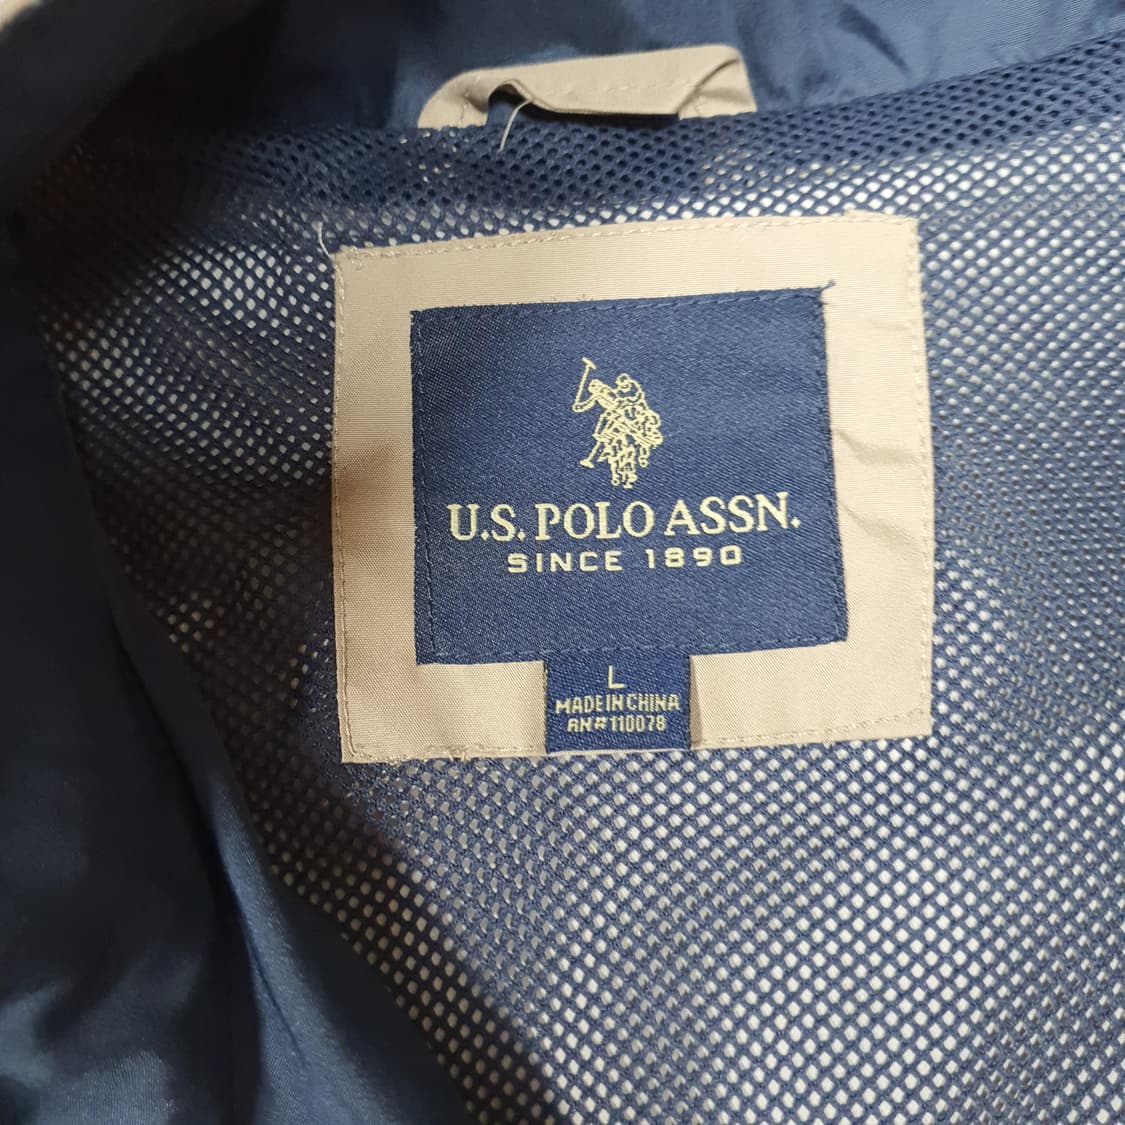 U.S. POLO ASSN.
SINCE 1890
L
MADE IN CHINA
RN#110078